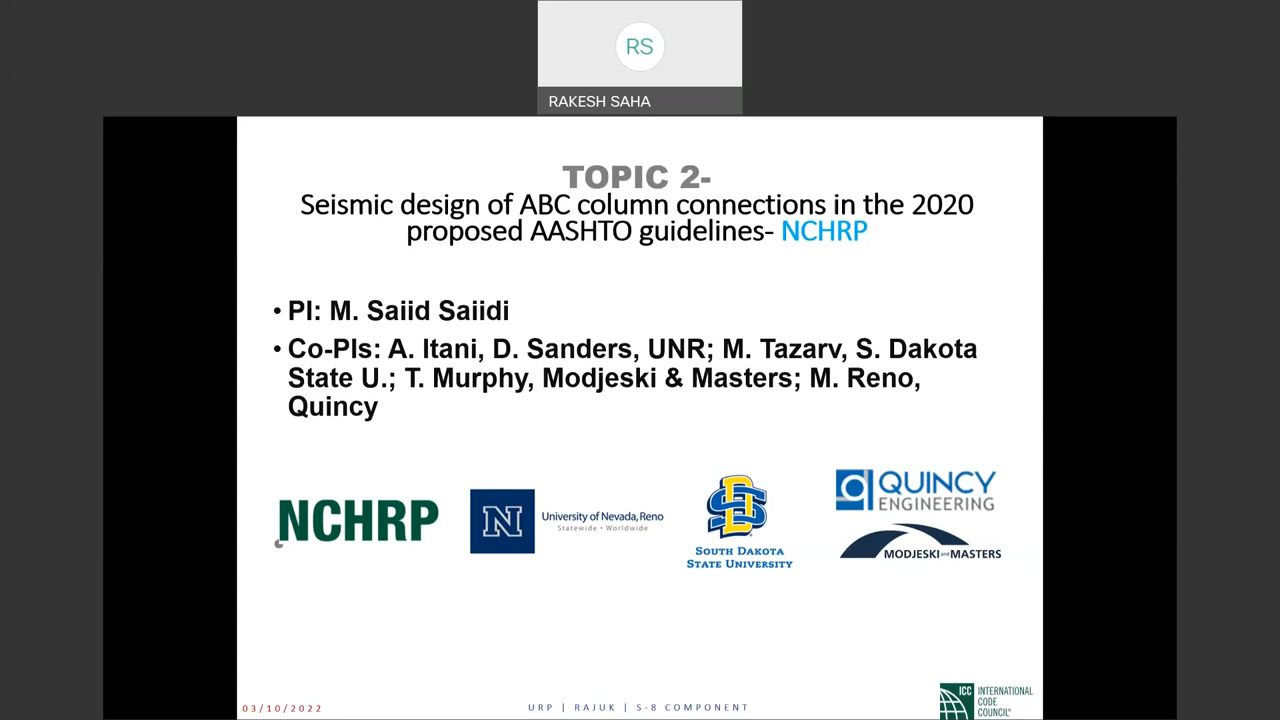 RS
RAKESH SAHA
TOPIC 2-
Seismic design of ABC column connections in the 2020
proposed AASHTO guidelines- NCHRP
• PI: M. Saiid Saiidi
• Co-PIs: A. Itani, D. Sanders, UNR; M. Tazarv, S. Dakota
State U.; T. Murphy, Modjeski & Masters; M. Reno,
Quincy
NCHRP
N
University of Nevada, Reno
Statewide • Worldwide
SD
SOUTH DAKOTA
STATE UNIVERSITY
QUINCY
ENGINEERING
MODJESKI and MASTERS
03/10/2022
URP | RAJUK | S-8 COMPONENT
ICC
INTERNATIONAL
CODE
COUNCIL®